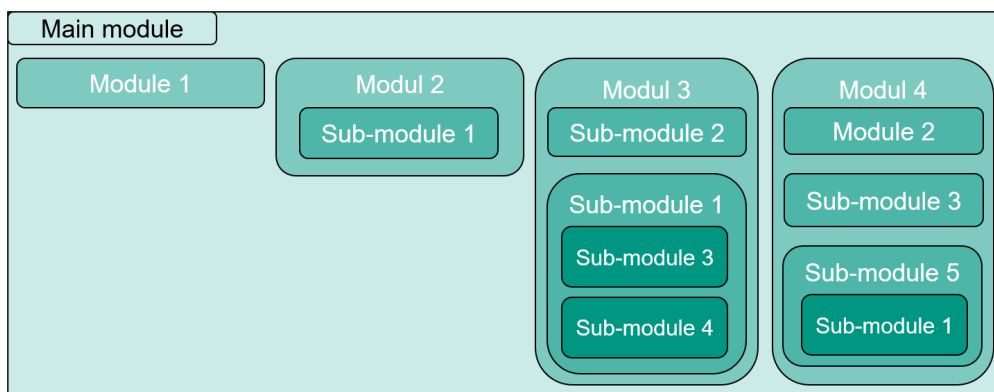 Main module
Module 1
Modul 2
Sub-module 1
Modul 3
Sub-module 2
Sub-module 1
Sub-module 3
Sub-module 4
Modul 4
Module 2
Sub-module 3
Sub-module 5
Sub-module 1